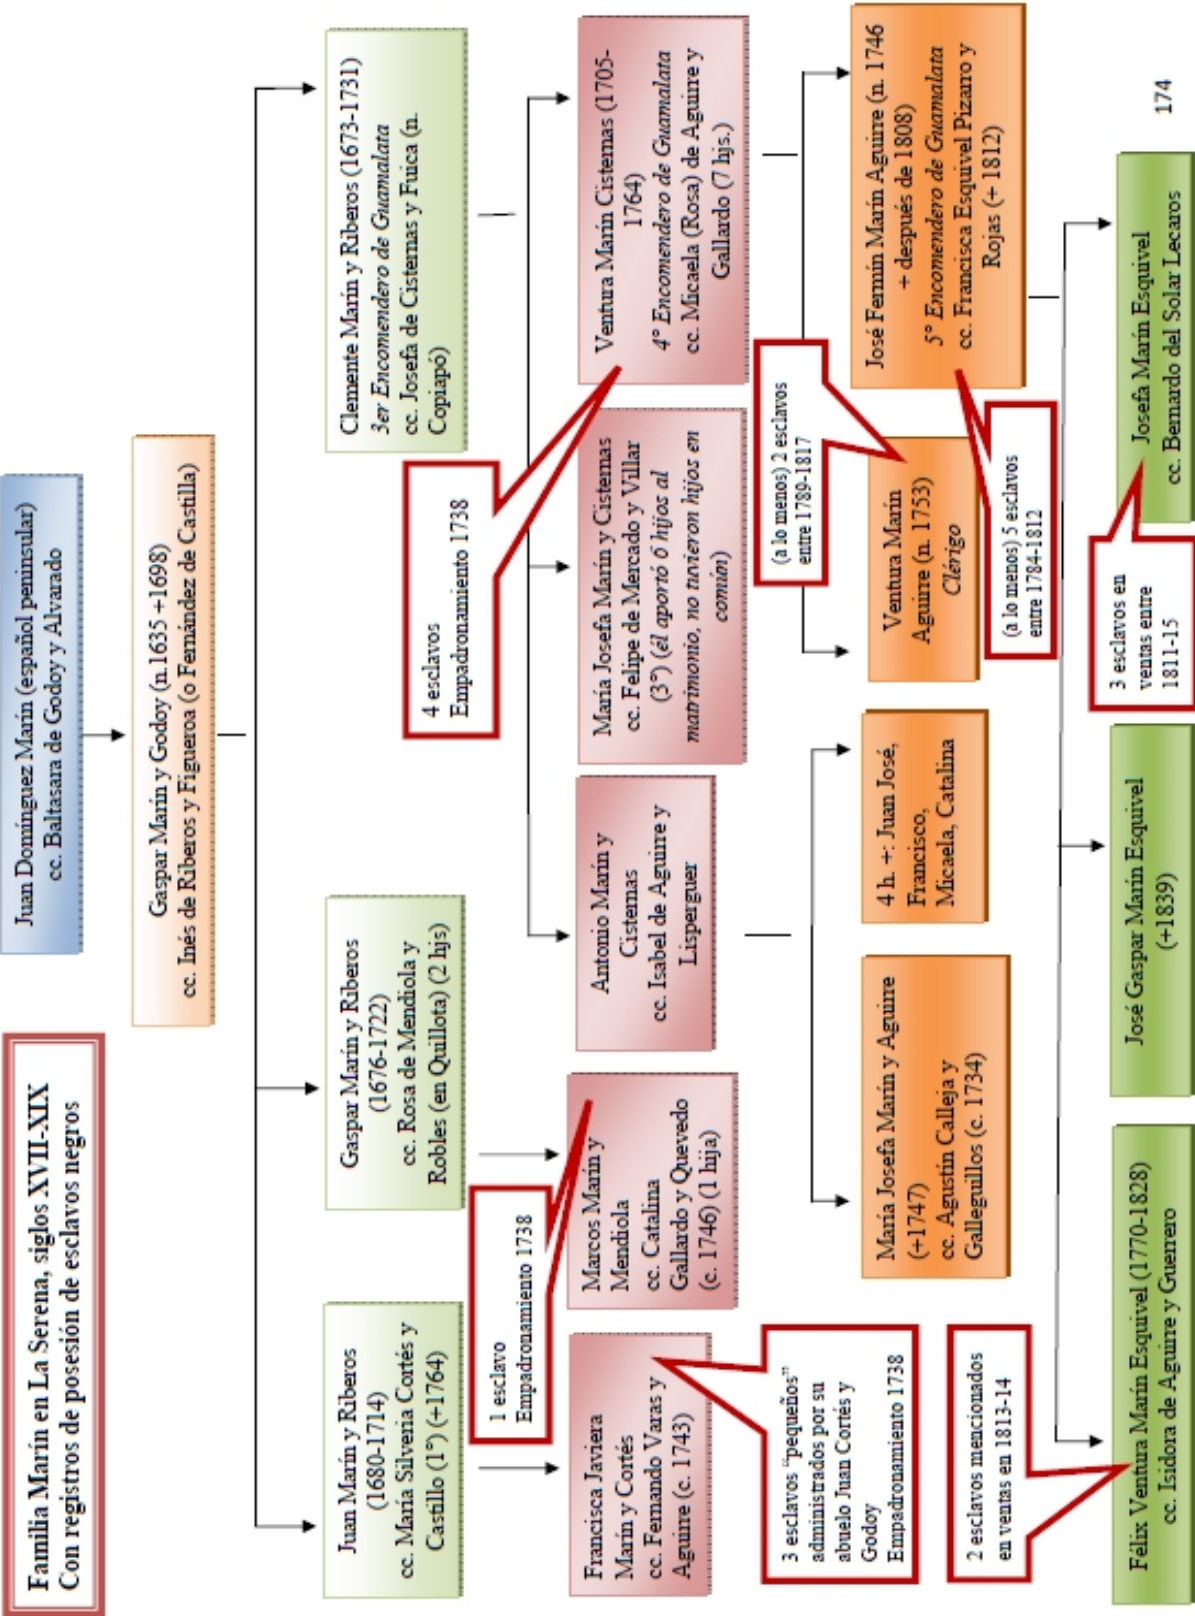 Familia Marín en La Serena, siglos XVII-XIX
Con registros de posesión de esclavos negros
Juan Domínguez Marín (español peninsular)
cc. Baltasara de Godoy y Alvarado
Gaspar Marín y Godoy (n.1635 +1698)
cc. Inés de Riberos y Figueroa (o Fernández de Castilla)
Juan Marín y Riberos
(1680-1714)
cc. María Silveria Cortés y
Castillo (1°) (+1764)
Gaspar Marín y Riberos
(1676-1722)
cc. Rosa de Mendiola y
Robles (en Quillota) (2 hjs)
Clemente Marín y Riberos (1673-1731)
3er Encomendero de Guamalata
cc. Josefa de Cisternas y Fuica (n.
Copiapó)
1 esclavo
Empadronamiento 1738
4 esclavos
Empadronamiento 1738
Francisca Javiera
Marín y Cortés
cc. Fernando Varas y
Aguirre (c. 1743)
Marcos Marín y
Mendiola
cc. Catalina
Gallardo y Quevedo
(c. 1746) (1 hija)
Antonio Marín y
Cisternas
cc. Isabel de Aguirre y
Lisperguer
María Josefa Marín y Cisternas
cc. Felipe de Mercado y Villar
(3°) (él aportó 6 hijos al
matrimonio, no tuvieron hijos en
común)
Ventura Marín Cisternas (1705-
1764)
4° Encomendero de Guamalata
cc. Micaela (Rosa) de Aguirre y
Gallardo (7 hjs.)
3 esclavos "pequeños"
administrados por su
abuelo Juan Cortés y
Godoy
Empadronamiento 1738
(a lo menos) 2 esclavos
entre 1789-1817
María Josefa Marín y Aguirre
(+1747)
cc. Agustín Calleja y
Galleguillos (c. 1734)
4 h. +: Juan José,
Francisco,
Micaela, Catalina
Ventura Marín
Aguirre (n. 1753)
Clérigo
José Fermín Marín Aguirre (n. 1746
+ después de 1808)
5° Encomendero de Guamalata
cc. Francisca Esquivel Pizarro y
Rojas (+ 1812)
2 esclavos mencionados
en ventas en 1813-14
(a lo menos) 5 esclavos
entre 1784-1812
3 esclavos en
ventas entre
1811-15
Félix Ventura Marín Esquivel (1770-1828)
cc. Isidora de Aguirre y Guerrero
José Gaspar Marín Esquivel
(+1839)
Josefa Marín Esquivel
cc. Bernardo del Solar Lecaros
174